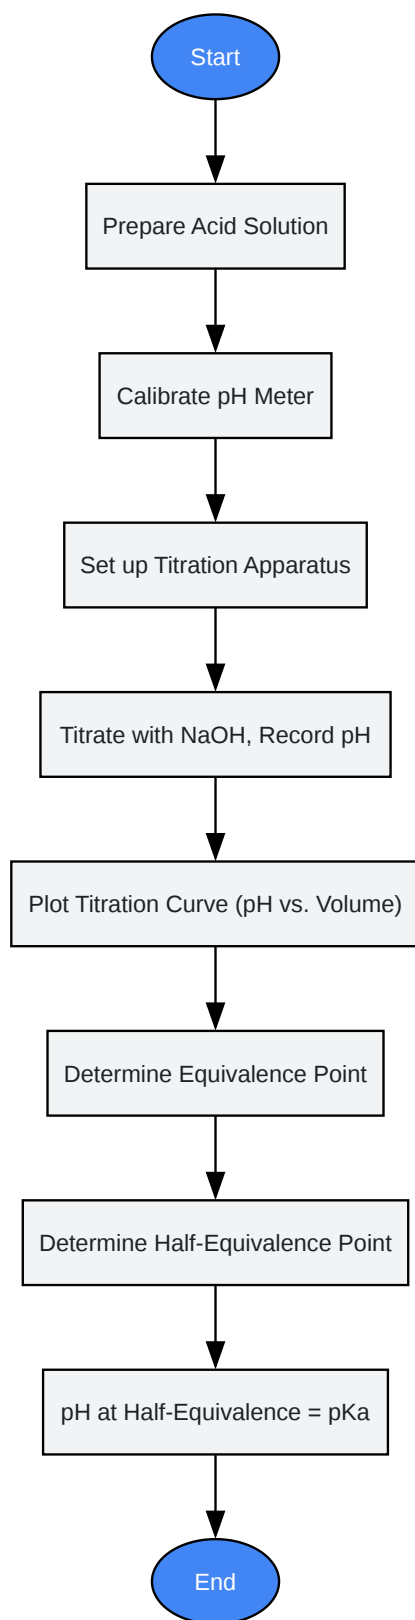 Start
Prepare Acid Solution
Calibrate pH Meter
Set up Titration Apparatus
Titrate with NaOH, Record pH
Plot Titration Curve (pH vs. Volume)
Determine Equivalence Point
Determine Half-Equivalence Point
pH at Half-Equivalence = pKa
End